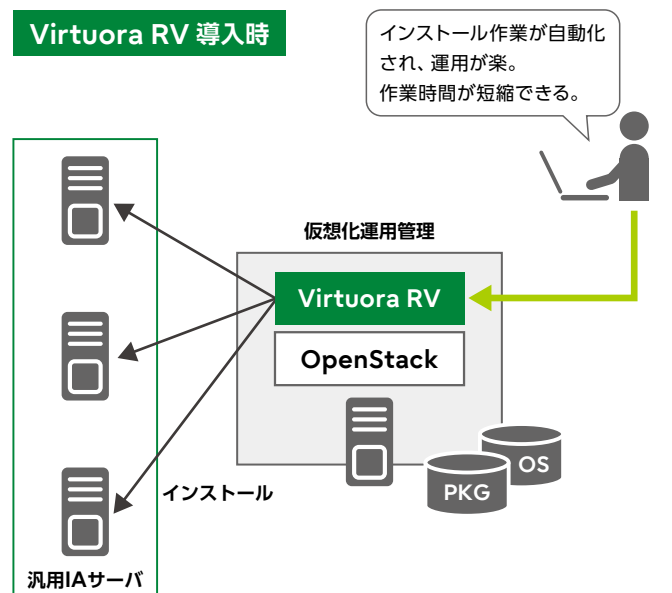 Virtuora RV 導入時
インストール作業が自動化
され、運用が楽。
作業時間が短縮できる。
仮想化運用管理
Virtuora RV
OpenStack
OS
PKG
インストール
汎用IAサーバ